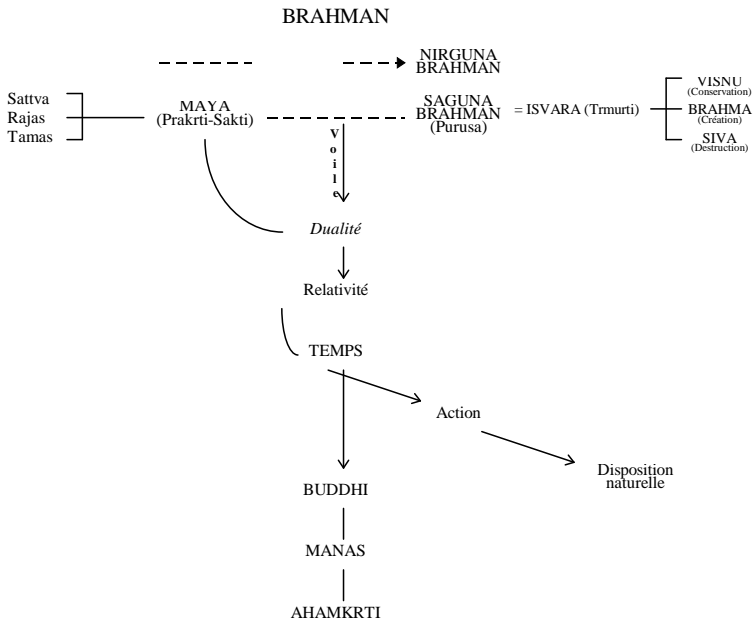 BRAHMAN
NIRGUNA
BRAHMAN
Sattva
Rajas
Tamas
MAYA
(Prakrti-Sakti)
Voile
SAGUNA
BRAHMAN
(Purusa)
= ISVARA (Trmurti)
VISNU
(Conservation)
BRAHMA
(Création)
SIVA
(Destruction)
Dualité
Relativité
TEMPS
Action
Disposition
naturelle
BUDDHI
MANAS
AHAMKRTI